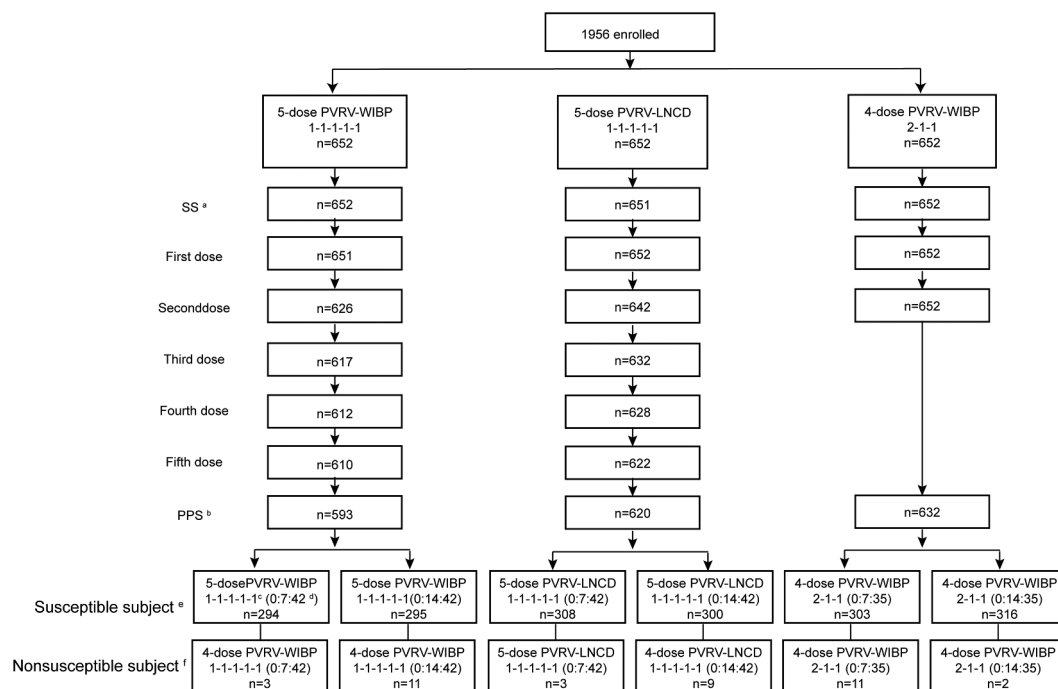 1956 enrolled
5-dose PVRV-WIBP
1-1-1-1-1
n=652
5-dose PVRV-LNCD
1-1-1-1-1
n=652
4-dose PVRV-WIBP
2-1-1
n=652
SS a
n=652
n=651
n=652
First dose
n=651
n=652
n=652
Seconddose
n=626
n=642
n=652
Third dose
n=617
n=632
Fourth dose
n=612
n=628
Fifth dose
n=610
n=622
PPS b
n=593
n=620
n=632
Susceptible subject e
5-dosePVRV-WIBP
1-1-1-1-1c (0:7:42 d)
n=294
5-dose PVRV-WIBP
1-1-1-1-1(0:14:42)
n=295
5-dose PVRV-LNCD
1-1-1-1-1 (0:7:42)
n=308
5-dose PVRV-LNCD
1-1-1-1-1 (0:14:42)
n=300
4-dose PVRV-WIBP
2-1-1 (0:7:35)
n=303
4-dose PVRV-WIBP
2-1-1 (0:14:35)
n=316
Nonsusceptible subject f
4-dose PVRV-WIBP
1-1-1-1-1 (0:7:42)
n=3
4-dose PVRV-WIBP
1-1-1-1-1 (0:14:42)
n=11
5-dose PVRV-LNCD
1-1-1-1-1 (0:7:42)
n=3
4-dose PVRV-LNCD
1-1-1-1-1 (0:14:42)
n=9
4-dose PVRV-WIBP
2-1-1 (0:7:35)
n=11
4-dose PVRV-WIBP
2-1-1 (0:14:35)
n=2